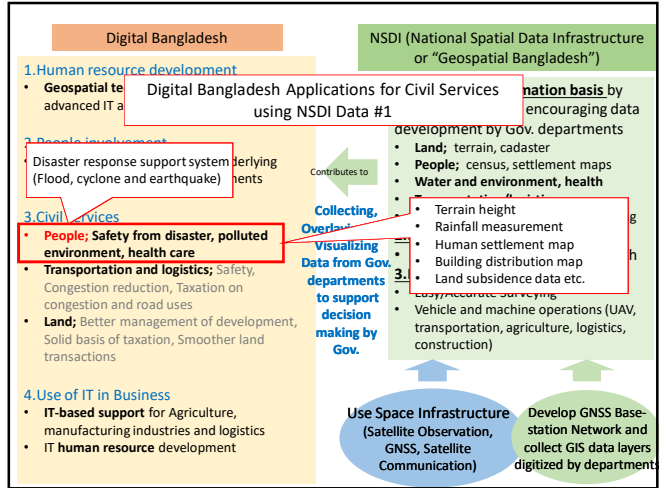 Digital Bangladesh
NSDI (National Spatial Data Infrastructure
or “Geospatial Bangladesh”)
Digital Bangladesh Applications for Civil Services
using NSDI Data #1
1.Human resource development
• Geospatial te
advanced IT a
2.People involvement
Disaster response support system
(Flood, cyclone and earthquake)
derlying
ments
3.Civil Services
• People; Safety from disaster, polluted
environment, health care
• Transportation and logistics; Safety,
Congestion reduction, Taxation on
congestion and road uses
• Land; Better management of development,
Solid basis of taxation, Smoother land
transactions
4.Use of IT in Business
• IT-based support for Agriculture,
manufacturing industries and logistics
• IT human resource development
Contributes to
Collecting,
Overlaying
Visualizing
Data from Gov.
departments
to support
decision
making by
Gov.
mation basis by
encouraging data
development by Gov. departments
• Land; terrain, cadaster
• People; census, settlement maps
• Water and environment, health
• Terrain height
• Rainfall measurement
• Human settlement map
• Building distribution map
• Land subsidence data etc.
• Easy/Accurate Surveying
• Vehicle and machine operations (UAV,
transportation, agriculture, logistics,
construction)
Use Space Infrastructure
(Satellite Observation,
GNSS, Satellite
Communication)
Develop GNSS Base-
station Network and
collect GIS data layers
digitized by departments